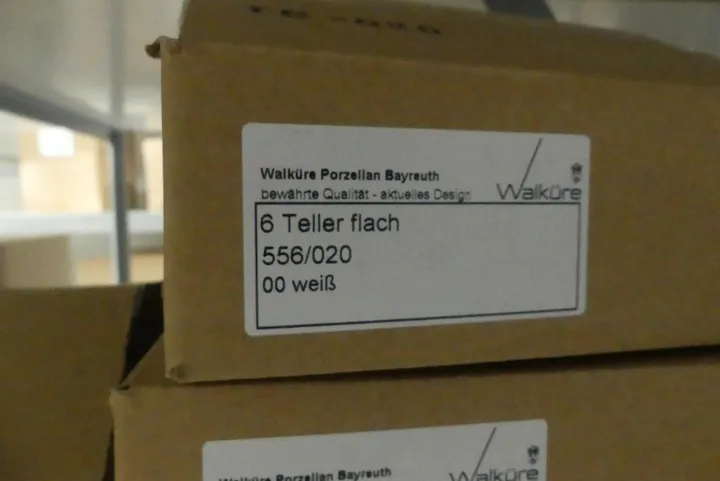 Walküre Porzellan Bayreuth
bewährte Qualität - aktuelles Design
Walküre
6 Teller flach
556/020
00 weiß
Walküre Porzellan Bayreuth
Walküre